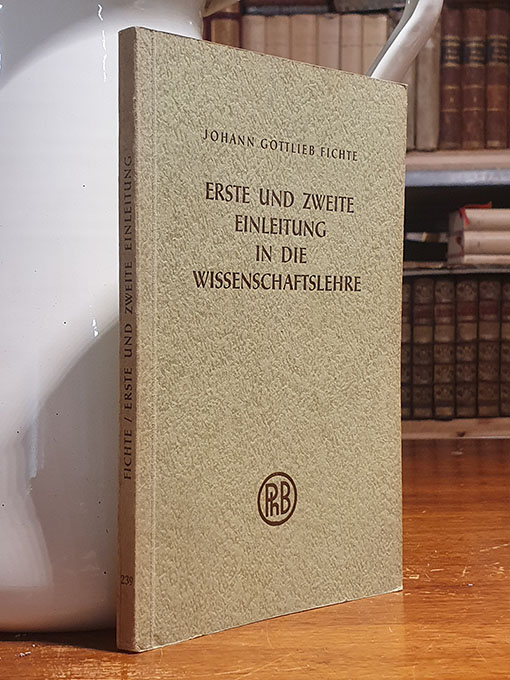 JOHANN GOTTLIEB FICHTE
ERSTE UND ZWEITE
EINLEITUNG
IN DIE
WISSENSCHAFTSLEHRE
PhB
FICHTE / ERSTE UND ZWEITE EINLEITUNG
239